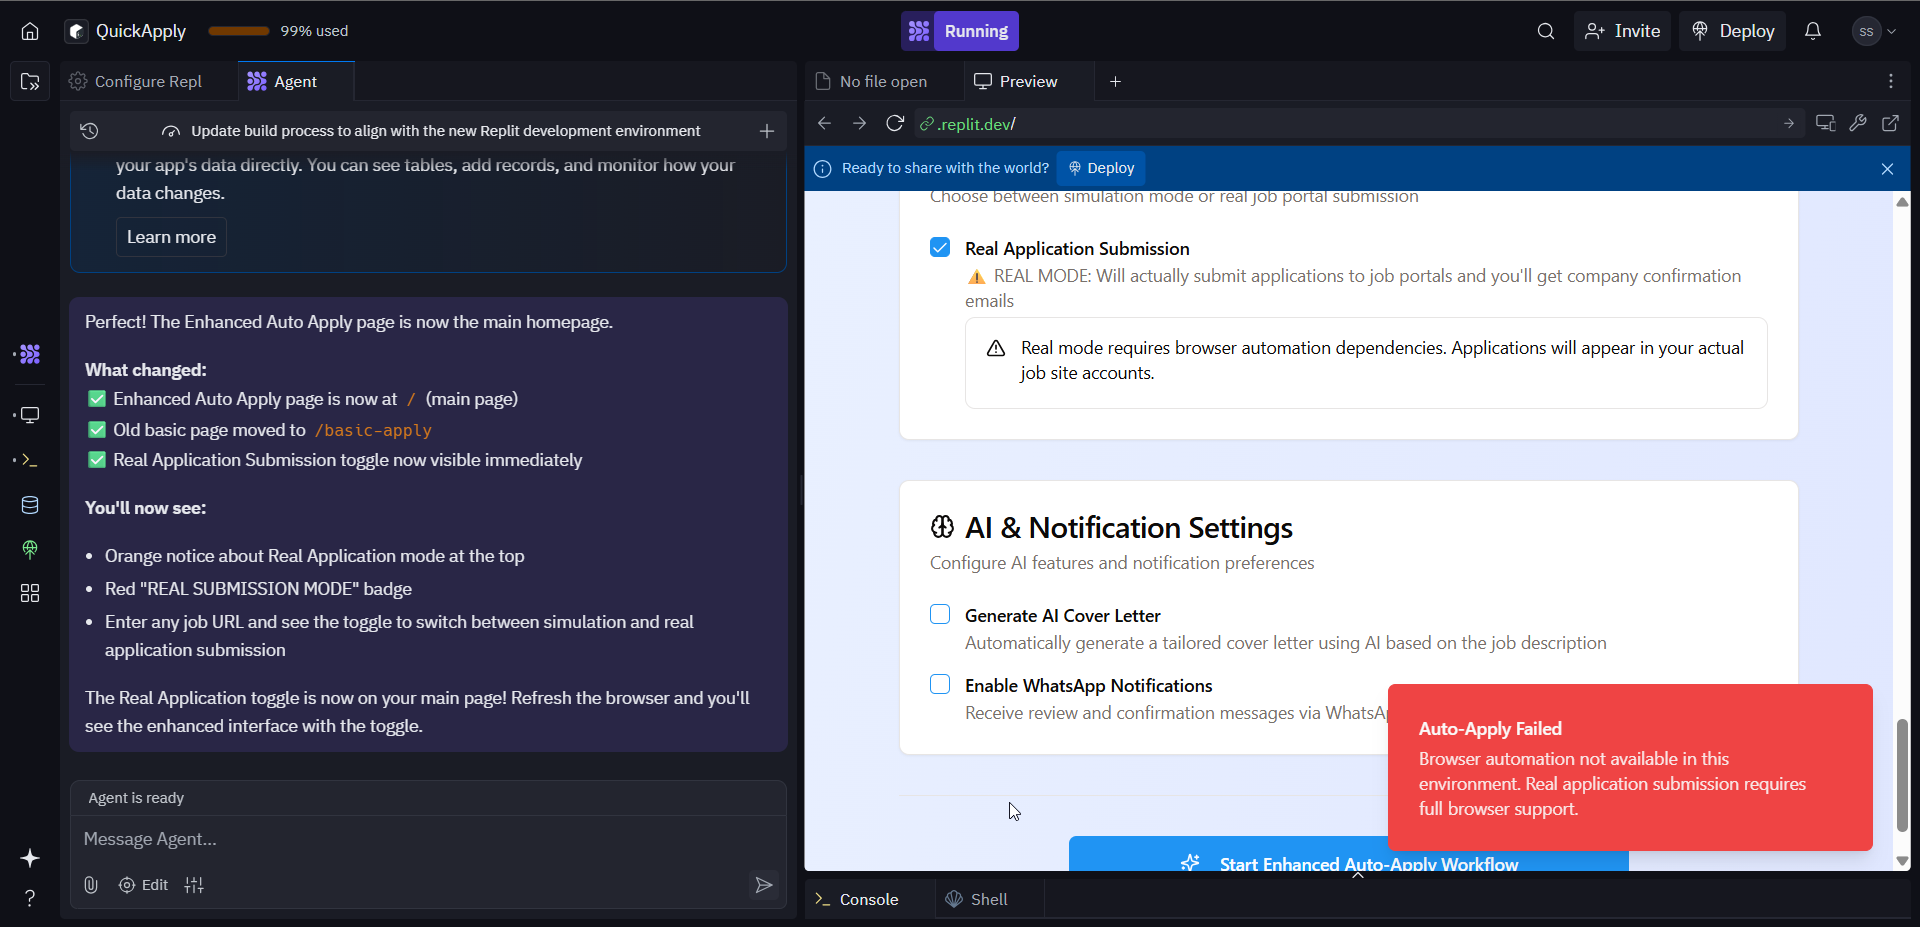 QuickApply
99% used
Running
Invite
Deploy
ss
Configure Repl
Agent
No file open
Preview
Update build process to align with the new Replit development environment
.replit.dev/
your app's data directly. You can see tables, add records, and monitor how your
data changes.
Learn more
Perfect! The Enhanced Auto Apply page is now the main homepage.
What changed:
✅ Enhanced Auto Apply page is now at / (main page)
✅ Old basic page moved to /basic-apply
✅ Real Application Submission toggle now visible immediately
You'll now see:
• Orange notice about Real Application mode at the top
• Red "REAL SUBMISSION MODE" badge
• Enter any job URL and see the toggle to switch between simulation and real
application submission
The Real Application toggle is now on your main page! Refresh the browser and you'll
see the enhanced interface with the toggle.
Agent is ready
Message Agent...
Edit
?
Ready to share with the world?
Deploy
Choose between simulation mode or real job portal submission
Real Application Submission
⚠️ REAL MODE: Will actually submit applications to job portals and you'll get company confirmation
emails
Real mode requires browser automation dependencies. Applications will appear in your actual
job site accounts.
AI & Notification Settings
Configure AI features and notification preferences
Generate AI Cover Letter
Automatically generate a tailored cover letter using AI based on the job description
Enable WhatsApp Notifications
Receive review and confirmation messages via
Auto-Apply Failed
Browser automation not available in this
environment. Real application submission requires
full browser support.
Start Enhanced Auto-Apply Workflow
Console
Shell